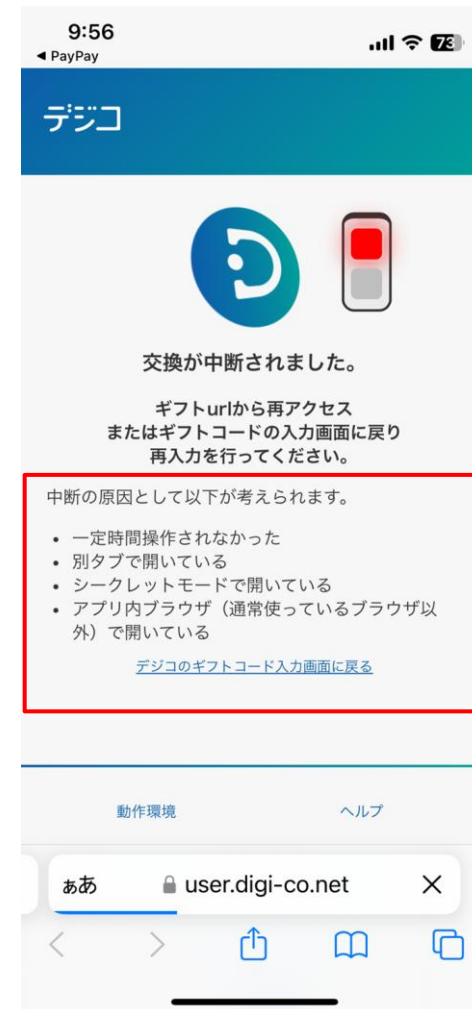 9:56
73
◀ PayPay
デジコ
交換が中断されました。
ギフトurlから再アクセス
またはギフトコードの入力画面に戻り
再入力を行ってください。
中断の原因として以下が考えられます。
• 一定時間操作されなかった
• 別タブで開いている
• シークレットモードで開いている
• アプリ内ブラウザ（通常使っているブラウザ以
外）で開いている
デジコのギフトコード入力画面に戻る
動作環境
ヘルプ
ぁあ
user.digi-co.net